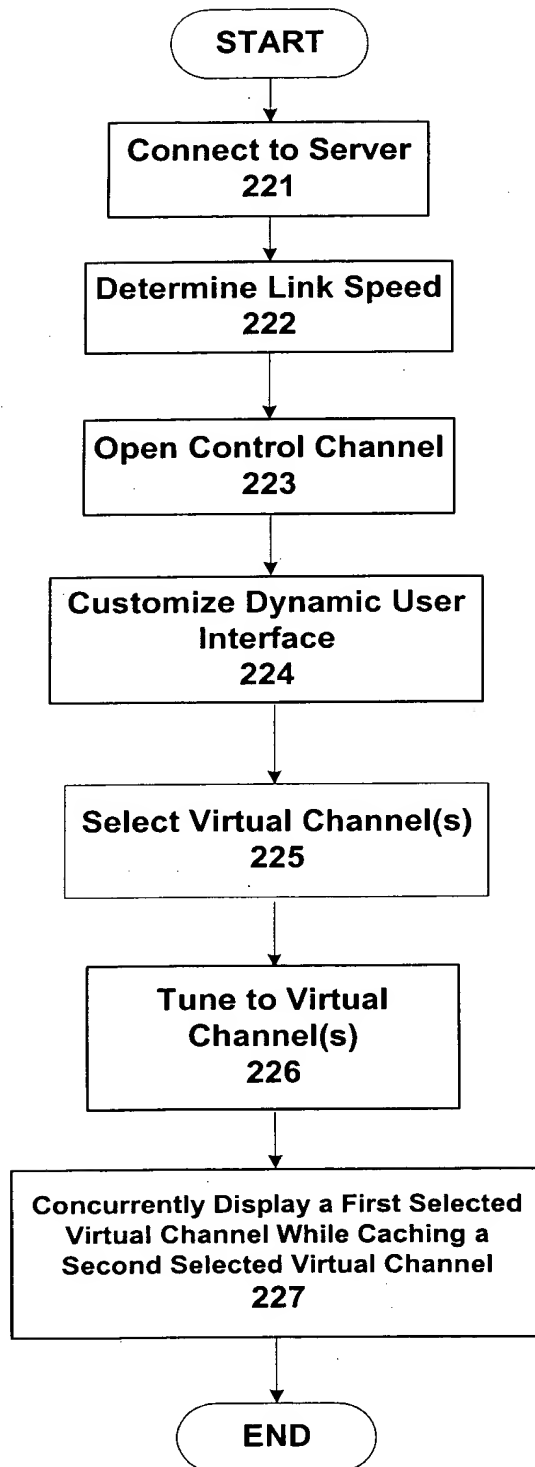 START
Connect to Server
221
Determine Link Speed
222
Open Control Channel
223
Customize Dynamic User
Interface
224
Select Virtual Channel(s)
225
Tune to Virtual
Channel(s)
226
Concurrently Display a First Selected
Virtual Channel While Caching a
Second Selected Virtual Channel
227
END